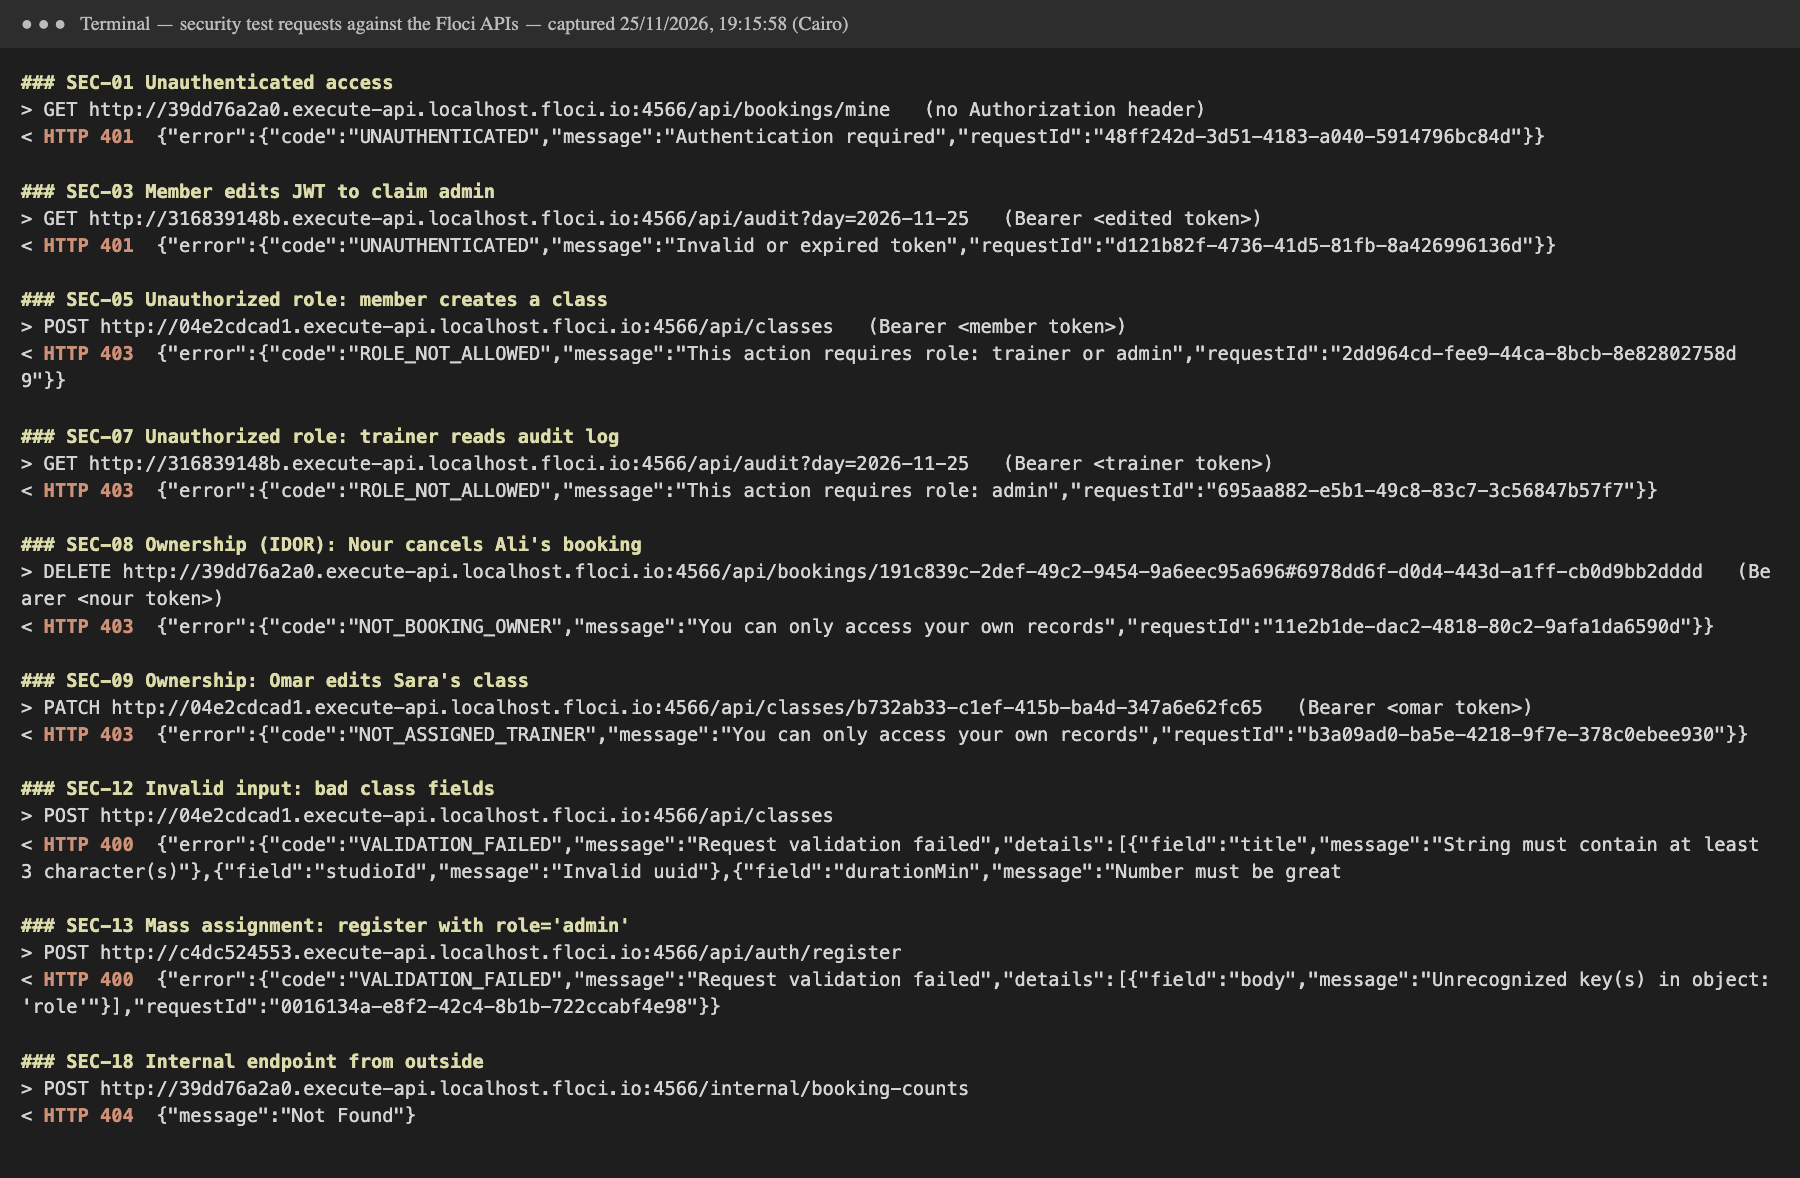 Terminal — security test requests against the Floci APIs — captured 25/11/2026, 19:15:58 (Cairo)
### SEC-01 Unauthenticated access
> GET http://39dd76a2a0.execute-api.localhost.floci.io:4566/api/bookings/mine (no Authorization header)
< HTTP 401 {"error":{"code":"UNAUTHENTICATED","message":"Authentication required","requestId":"48ff242d-3d51-4183-a040-5914796bc84d"}}
### SEC-03 Member edits JWT to claim admin
> GET http://316839148b.execute-api.localhost.floci.io:4566/api/audit?day=2026-11-25 (Bearer <edited token>)
< HTTP 401 {"error":{"code":"UNAUTHENTICATED","message":"Invalid or expired token","requestId":"d121b82f-4736-41d5-81fb-8a426996136d"}}
### SEC-05 Unauthorized role: member creates a class
> POST http://04e2cdcad1.execute-api.localhost.floci.io:4566/api/classes (Bearer <member token>)
< HTTP 403 {"error":{"code":"ROLE_NOT_ALLOWED","message":"This action requires role: trainer or admin","requestId":"2dd964cd-fee9-44ca-8bcb-8e82802758d
9"}}
### SEC-07 Unauthorized role: trainer reads audit log
> GET http://316839148b.execute-api.localhost.floci.io:4566/api/audit?day=2026-11-25 (Bearer <trainer token>)
< HTTP 403 {"error":{"code":"ROLE_NOT_ALLOWED","message":"This action requires role: admin","requestId":"695aa882-e5b1-49c8-83c7-3c56847b57f7"}}
### SEC-08 Ownership (IDOR): Nour cancels Ali's booking
> DELETE http://39dd76a2a0.execute-api.localhost.floci.io:4566/api/bookings/191c839c-2def-49c2-9454-9a6eec95a696#6978dd6f-d0d4-443d-a1ff-cb0d9bb2dddd (Be
arer <nour token>)
< HTTP 403 {"error":{"code":"NOT_BOOKING_OWNER","message":"You can only access your own records","requestId":"11e2b1de-dac2-4818-80c2-9afa1da6590d"}}
### SEC-09 Ownership: Omar edits Sara's class
> PATCH http://04e2cdcad1.execute-api.localhost.floci.io:4566/api/classes/b732ab33-c1ef-415b-ba4d-347a6e62fc65 (Bearer <omar token>)
< HTTP 403 {"error":{"code":"NOT_ASSIGNED_TRAINER","message":"You can only access your own records","requestId":"b3a09ad0-ba5e-4218-9f7e-378c0ebee930"}}
### SEC-12 Invalid input: bad class fields
> POST http://04e2cdcad1.execute-api.localhost.floci.io:4566/api/classes
< HTTP 400 {"error":{"code":"VALIDATION_FAILED","message":"Request validation failed","details":[{"field":"title","message":"String must contain at least
3 character(s)"},{"field":"studioId","message":"Invalid uuid"},{"field":"durationMin","message":"Number must be great
### SEC-13 Mass assignment: register with role='admin'
> POST http://c4dc524553.execute-api.localhost.floci.io:4566/api/auth/register
< HTTP 400 {"error":{"code":"VALIDATION_FAILED","message":"Request validation failed","details":[{"field":"body","message":"Unrecognized key(s) in object:
'role'"}],"requestId":"0016134a-e8f2-42c4-8b1b-722ccabf4e98"}}
### SEC-18 Internal endpoint from outside
> POST http://39dd76a2a0.execute-api.localhost.floci.io:4566/internal/booking-counts
< HTTP 404 {"message":"Not Found"}